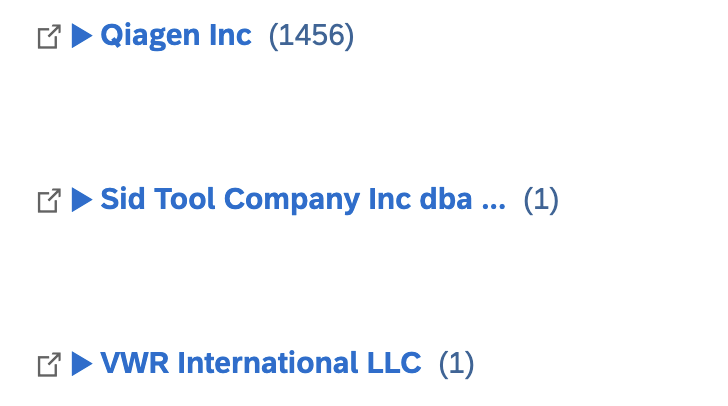 Qiagen Inc (1456)
Sid Tool Company Inc dba ... (1)
VWR International LLC (1)